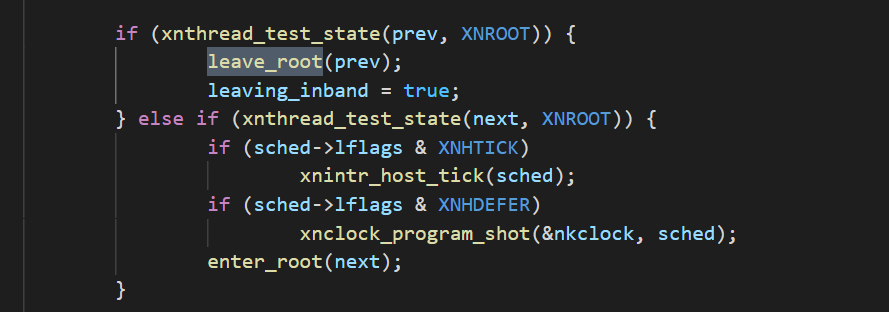 if (xnthread_test_state(prev, XNROOT)) {
leave_root(prev);
leaving_inband = true;
} else if (xnthread_test_state(next, XNROOT)) {
if (sched->lflags & XNHTICK)
xnintr_host_tick(sched);
if (sched->lflags & XNHDEFER)
xnclock_program_shot(&nkclock, sched);
enter_root(next);
}